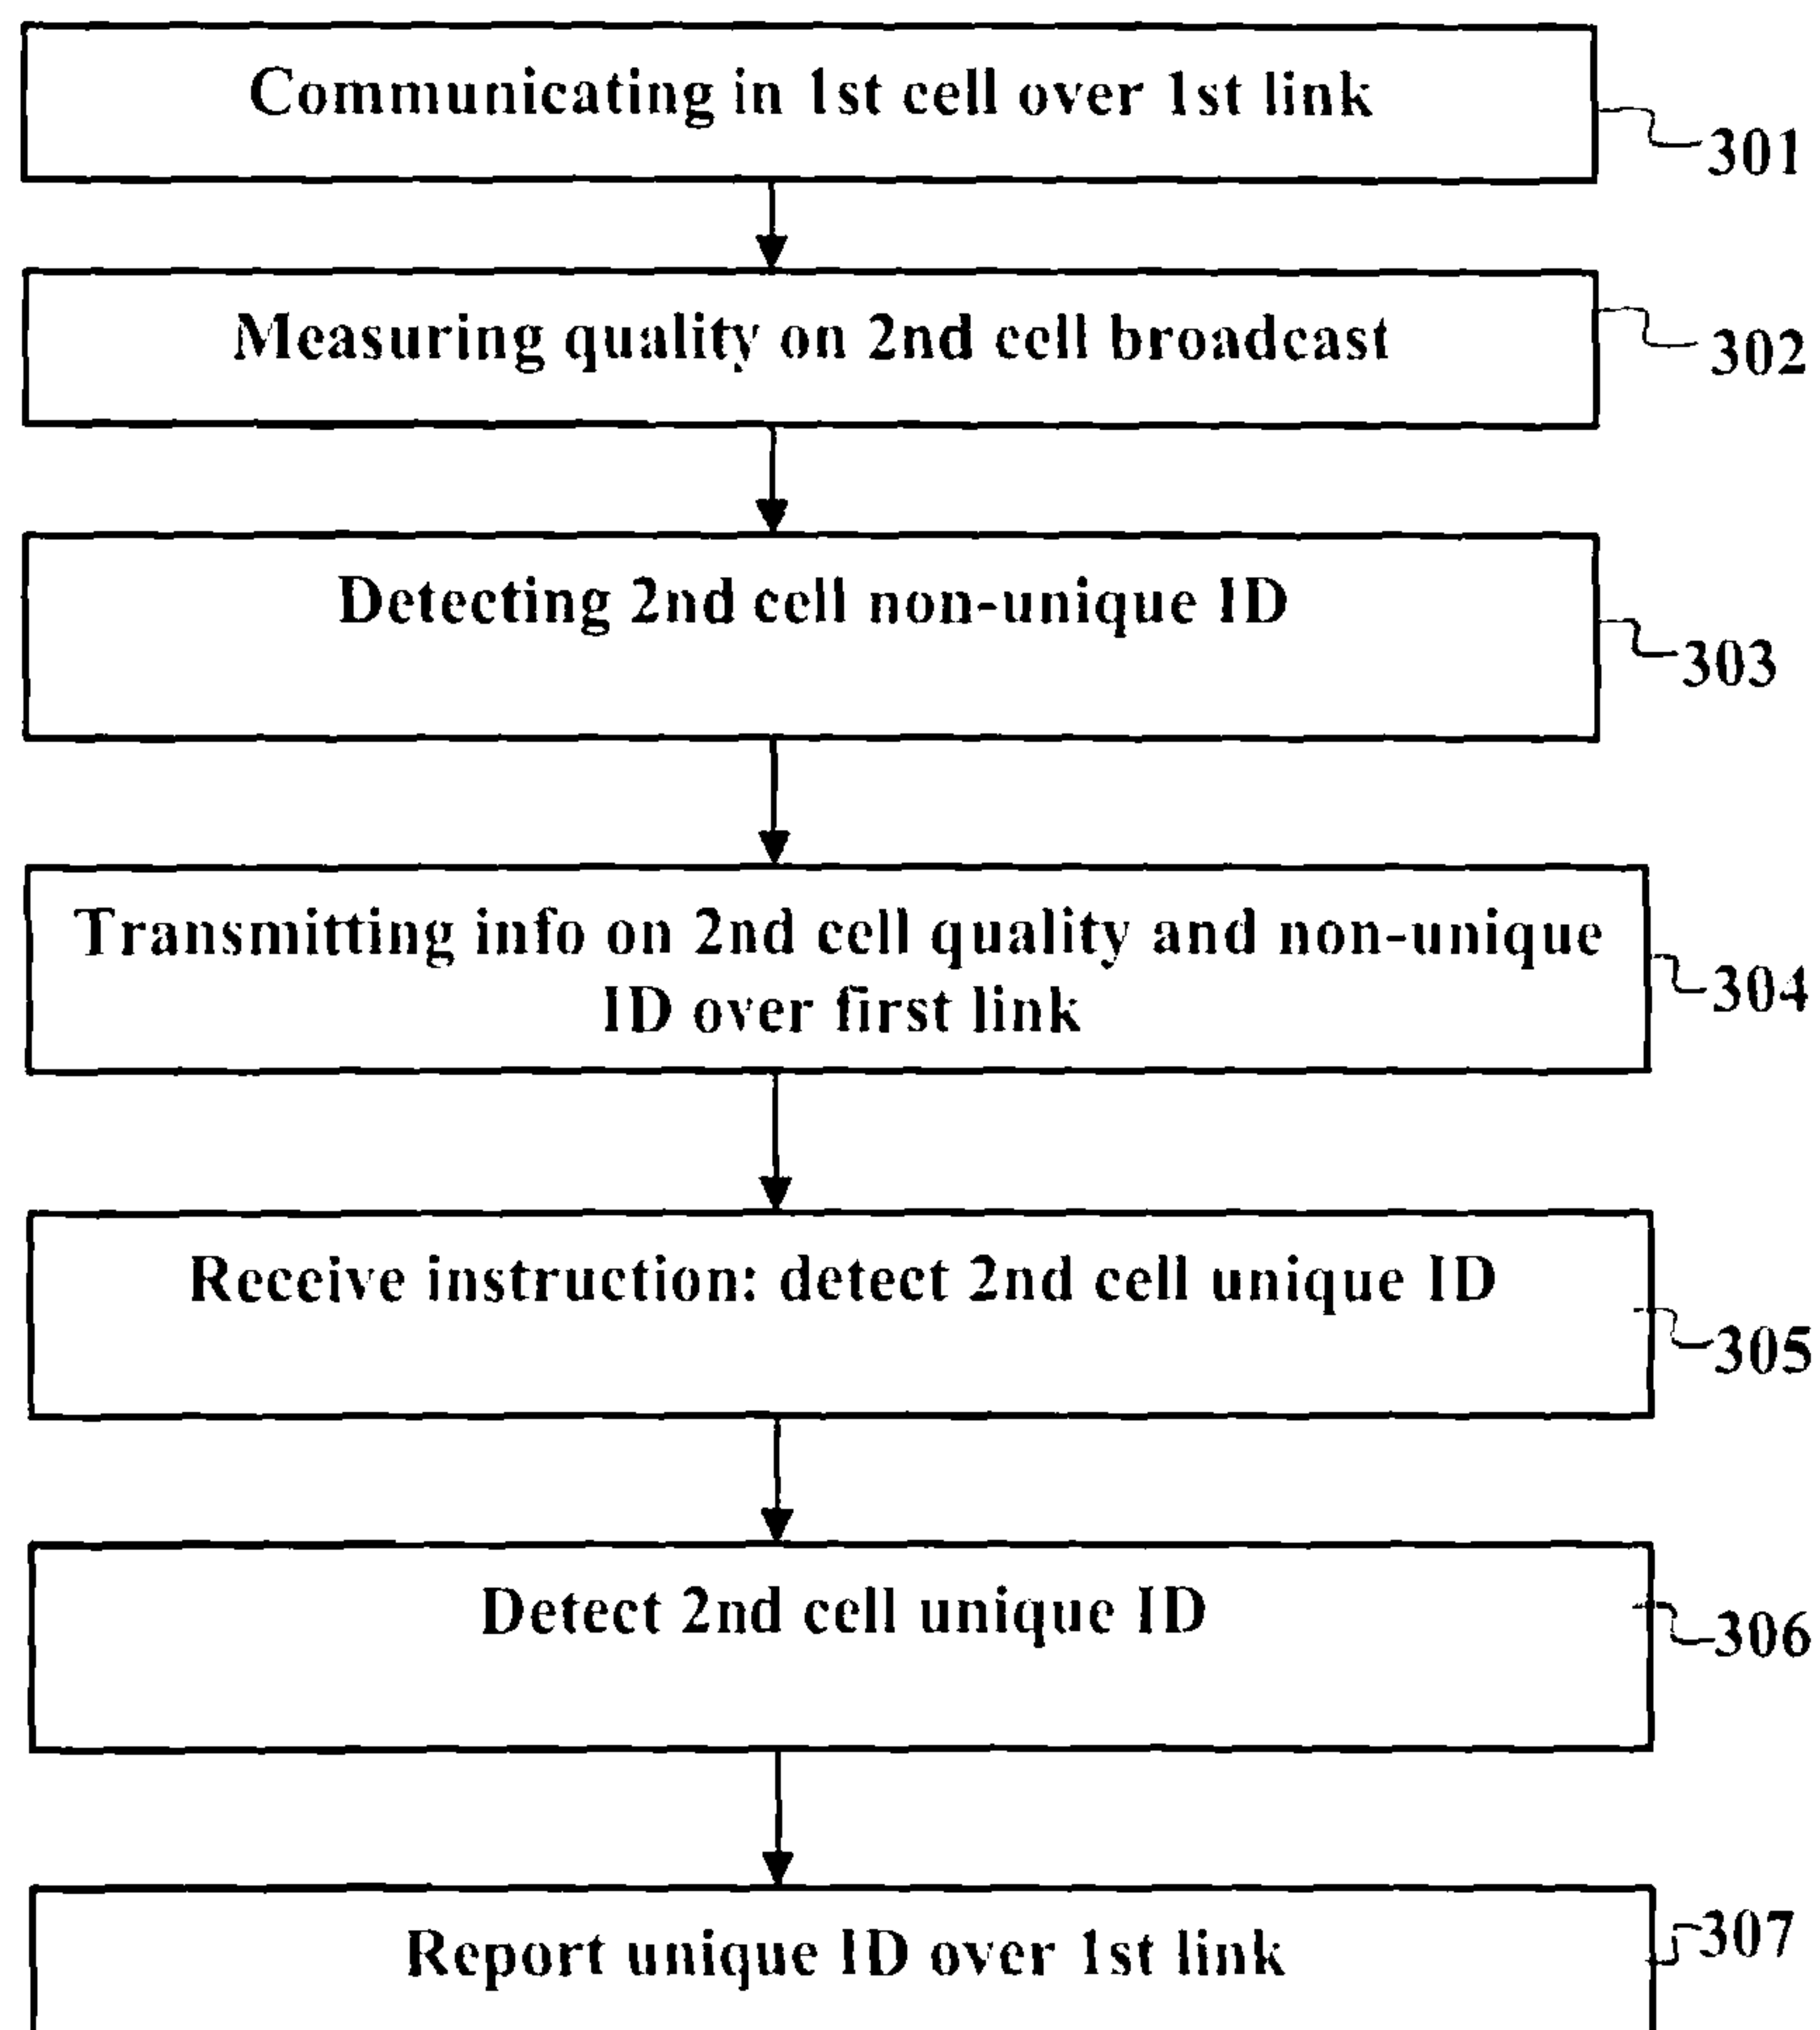 Communicating in 1st cell over 1st link
301
Measuring quality on 2nd cell broadcast
302
Detecting 2nd cell non-unique ID
303
Transmitting info on 2nd cell quality and non-unique
ID over first link
304
Receive instruction: detect 2nd cell unique ID
305
Detect 2nd cell unique ID
306
Report unique ID over 1st link
307